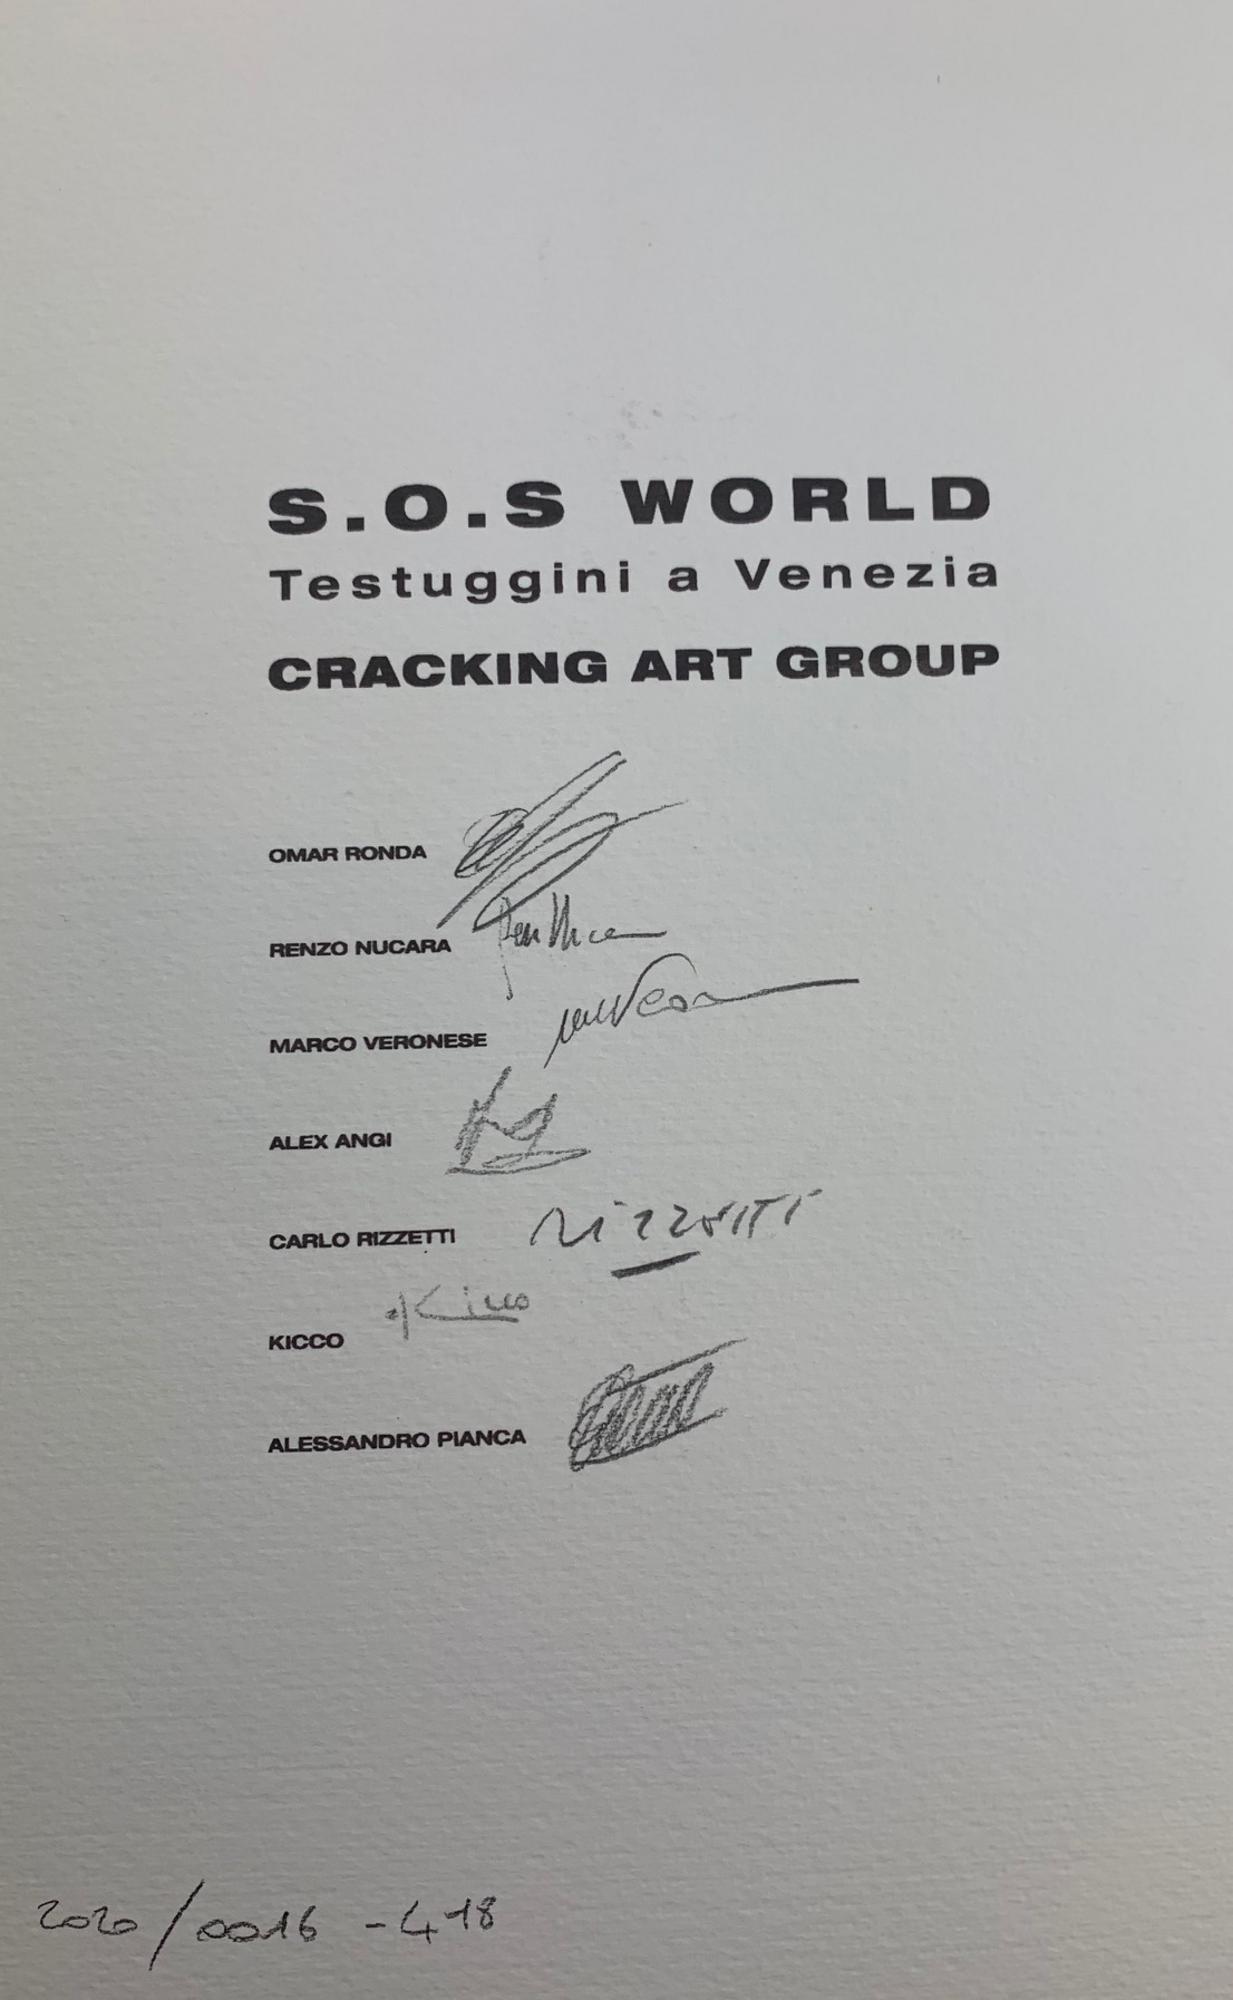 S.O.S WORLD
Testuggini a Venezia
CRACKING ART GROUP
OMAR RONDA
RENZO NUCARA
MARCO VERONESE
ALEX ANGI
CARLO RIZZETTI Rizzetti
KICCO Kicco
ALESSANDRO PIANCA
2020/0016 - 418